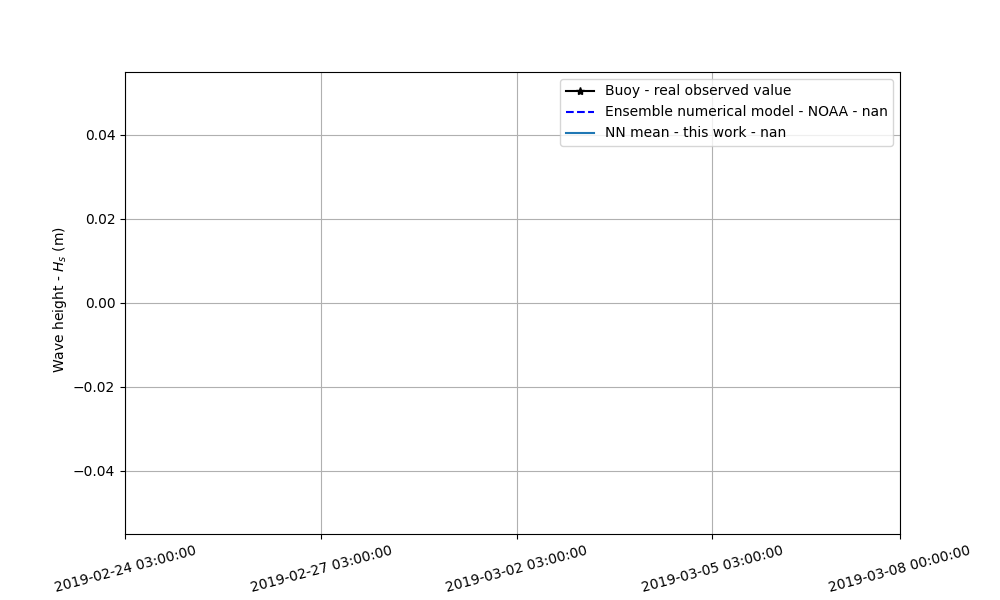 Buoy - real observed value
Ensemble numerical model - NOAA - nan
NN mean - this work - nan
Wave height - Hₛ (m)
0.04
0.02
0.00
−0.02
−0.04
2019-02-24 03:00:00
2019-02-27 03:00:00
2019-03-02 03:00:00
2019-03-05 03:00:00
2019-03-08 00:00:00